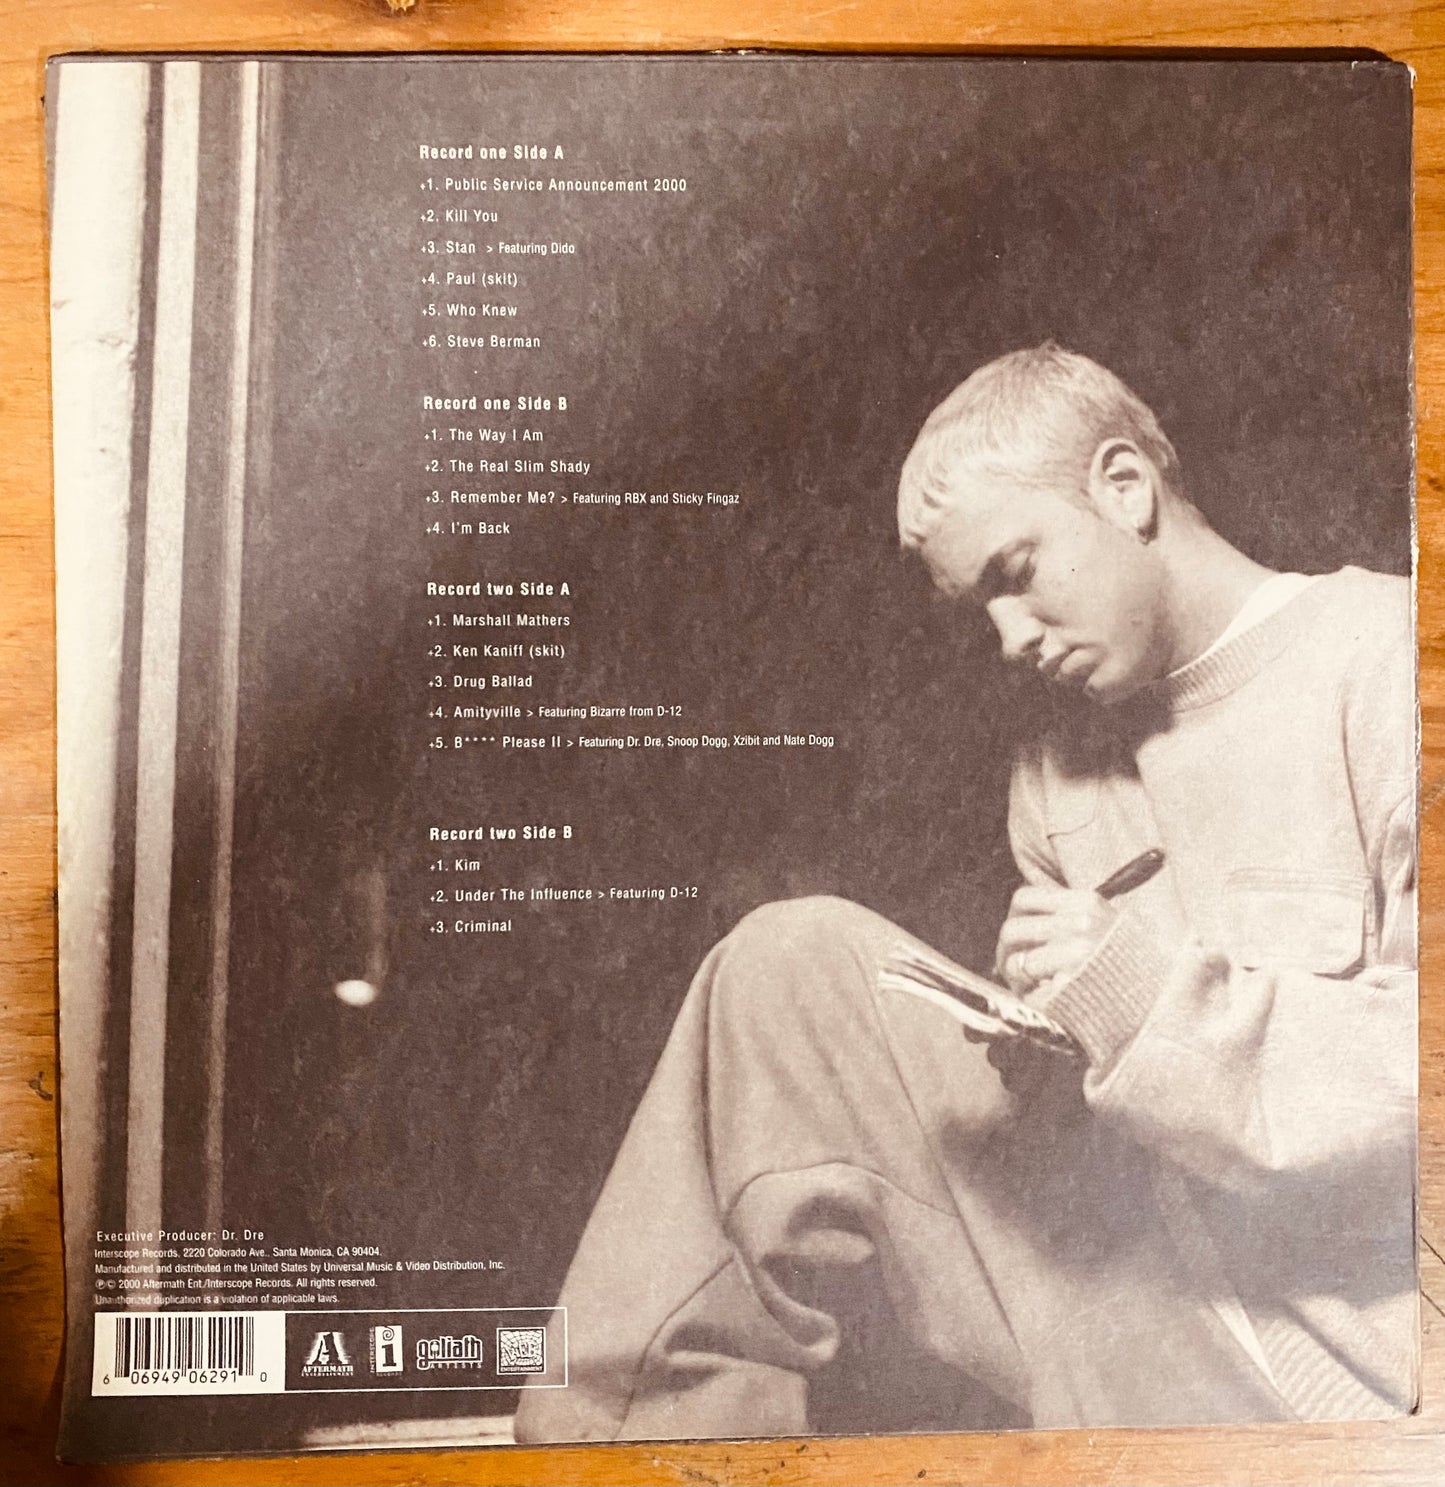 Record one Side A
+1. Public Service Announcement 2000
+2. Kill You
+3. Stan > Featuring Dido
+4. Paul (skit)
+5. Who Knew
+6. Steve Berman
Record one Side B
+1. The Way I Am
+2. The Real Slim Shady
+3. Remember Me? > Featuring RBX and Sticky Fingaz
+4. I'm Back
Record two Side A
+1. Marshall Mathers
+2. Ken Kaniff (skit)
+3. Drug Ballad
+4. Amityville > Featuring Bizarre from D-12
+5. B**** Please II > Featuring Dr. Dre, Snoop Dogg, Xzibit and Nate Dogg
Record two Side B
+1. Kim
+2. Under The Influence > Featuring D-12
+3. Criminal
Executive Producer: Dr. Dre
Interscope Records, 2220 Colorado Ave., Santa Monica, CA 90404.
Manufactured and distributed in the United States by Universal Music & Video Distribution, Inc.
℗© 2000 Aftermath Ent./Interscope Records. All rights reserved.
Unauthorized duplication is a violation of applicable laws.
6 06949 06291 0
AFTERMATH
ENTERTAINMENT
INTERSCOPE
i
RECORDS
goliath
ARTISTS
ENTERTAINMENT